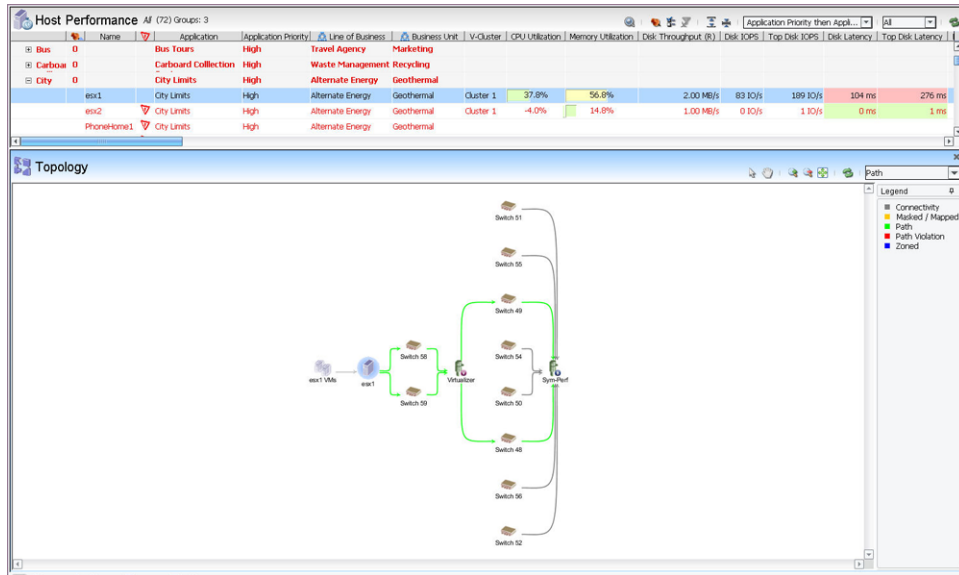 Host Performance All (72) Groups: 3 Application Priority then Appli... All
Name Application Application Priority Line of Business Business Unit V-Cluster CPU Utilization Memory Utilization Disk Throughput (R) Disk IOPS Top Disk IOPS Disk Latency Top Disk Latency
Bus 0 Bus Tours High Travel Agency Marketing
Carboar 0 Carboard Colllection High Waste Management Recycling
City 0 City Limits High Alternate Energy Geothermal
esx1 City Limits High Alternate Energy Geothermal Cluster 1 37.8% 56.8% 2.00 MB/s 83 IO/s 189 IO/s 104 ms 276 ms
esx2 City Limits High Alternate Energy Geothermal Cluster 1 -4.0% 14.8% 1.00 MB/s 0 IO/s 1 IO/s 0 ms 1 ms
PhoneHome1 City Limits High Alternate Energy Geothermal
Topology
Path
Legend
Connectivity
Masked / Mapped
Path
Path Violation
Zoned
Switch 51
Switch 55
Switch 49
Switch 58
Switch 54
esx1 VMs
esx1
Virtualizer
Sym-Perf
Switch 59
Switch 50
Switch 48
Switch 56
Switch 52